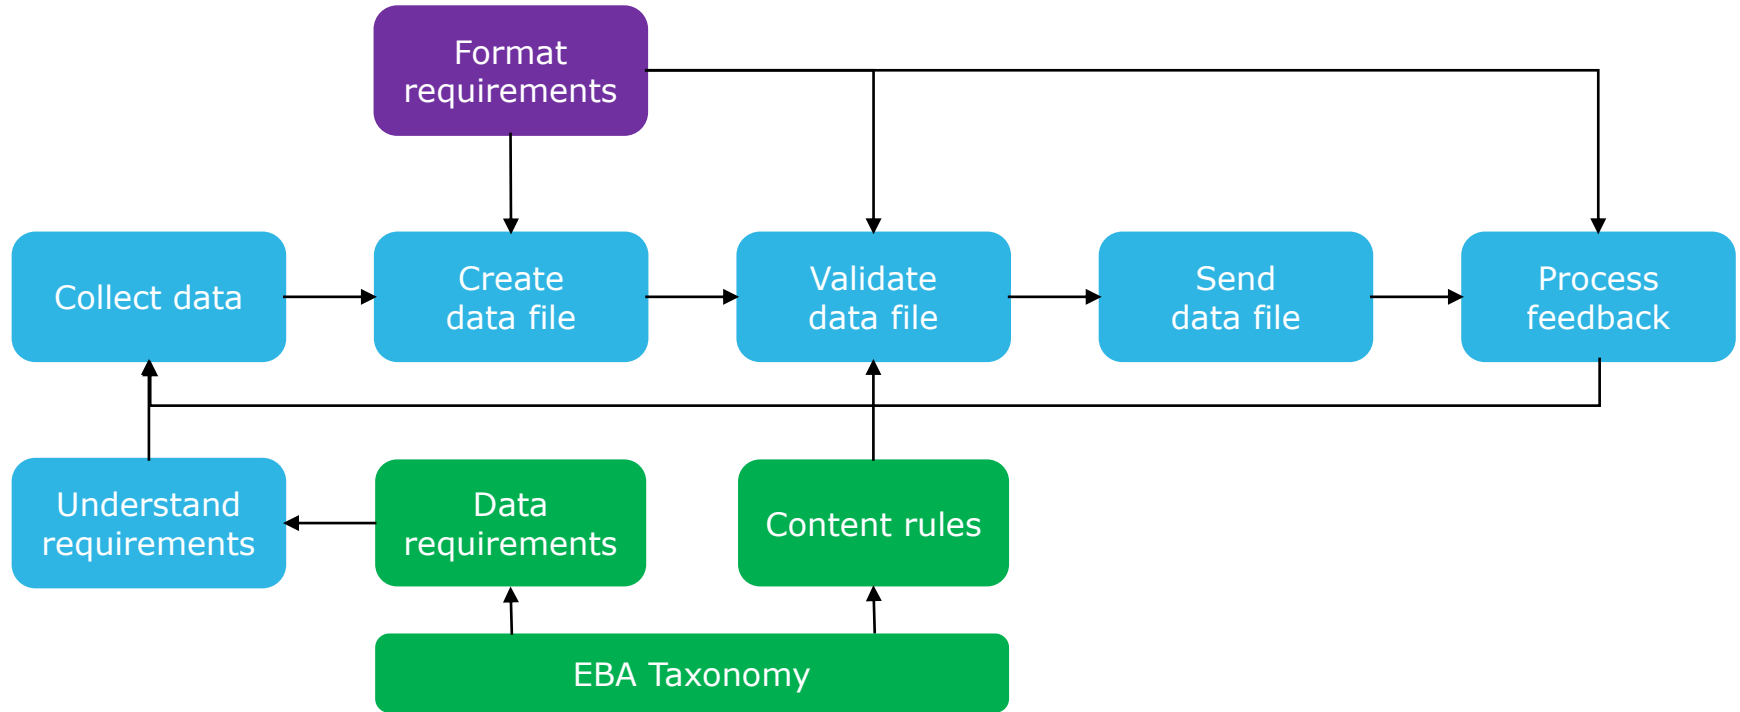 Format
requirements
Collect data
Create
data file
Validate
data file
Send
data file
Process
feedback
Understand
requirements
Data
requirements
Content rules
EBA Taxonomy